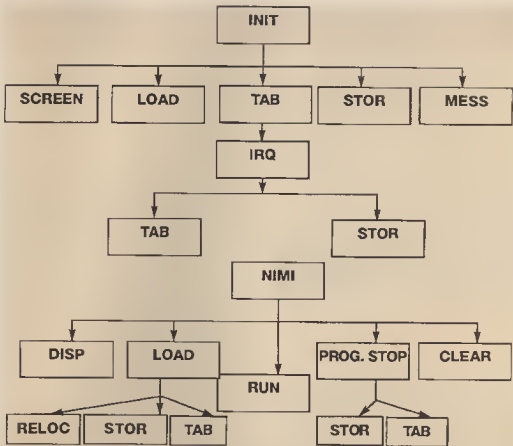 INIT
SCREEN LOAD TAB STOR MESS
IRQ
TAB STOR
NIMI
DISP LOAD PROG. STOP CLEAR
RUN
RELOC STOR TAB STOR TAB